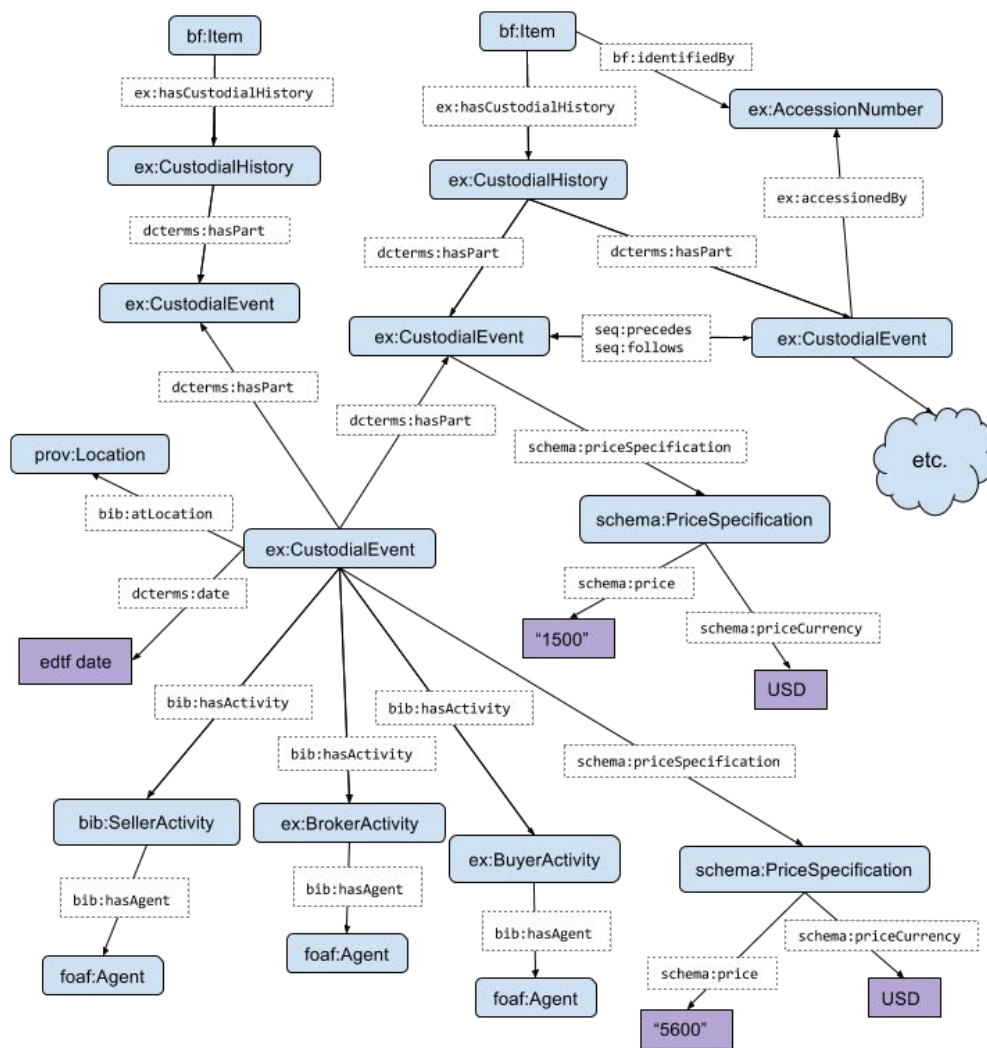 bf:Item
bf:Item
bf:identifiedBy
ex:hasCustodialHistory
ex:hasCustodialHistory
ex:AccessionNumber
ex:CustodialHistory
ex:CustodialHistory
ex:accessionedBy
dcterms:hasPart
dcterms:hasPart
dcterms:hasPart
ex:CustodialEvent
ex:CustodialEvent
seq:precedes
seq:follows
ex:CustodialEvent
dcterms:hasPart
dcterms:hasPart
schema:priceSpecification
etc.
prov:Location
bib:atLocation
schema:PriceSpecification
ex:CustodialEvent
schema:price
dcterms:date
schema:priceCurrency
“1500”
edtf date
USD
bib:hasActivity
bib:hasActivity
bib:hasActivity
schema:priceSpecification
bib:SellerActivity
ex:BrokerActivity
ex:BuyerActivity
schema:PriceSpecification
bib:hasAgent
bib:hasAgent
bib:hasAgent
schema:priceCurrency
foaf:Agent
foaf:Agent
foaf:Agent
schema:price
USD
“5600”